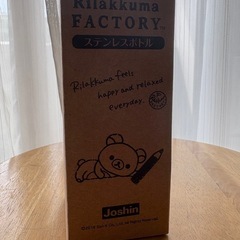 Rilakkuma
FACTORY
ステンレスボトル
Rilakkuma feels
happy and relaxed
everyday.
Joshin